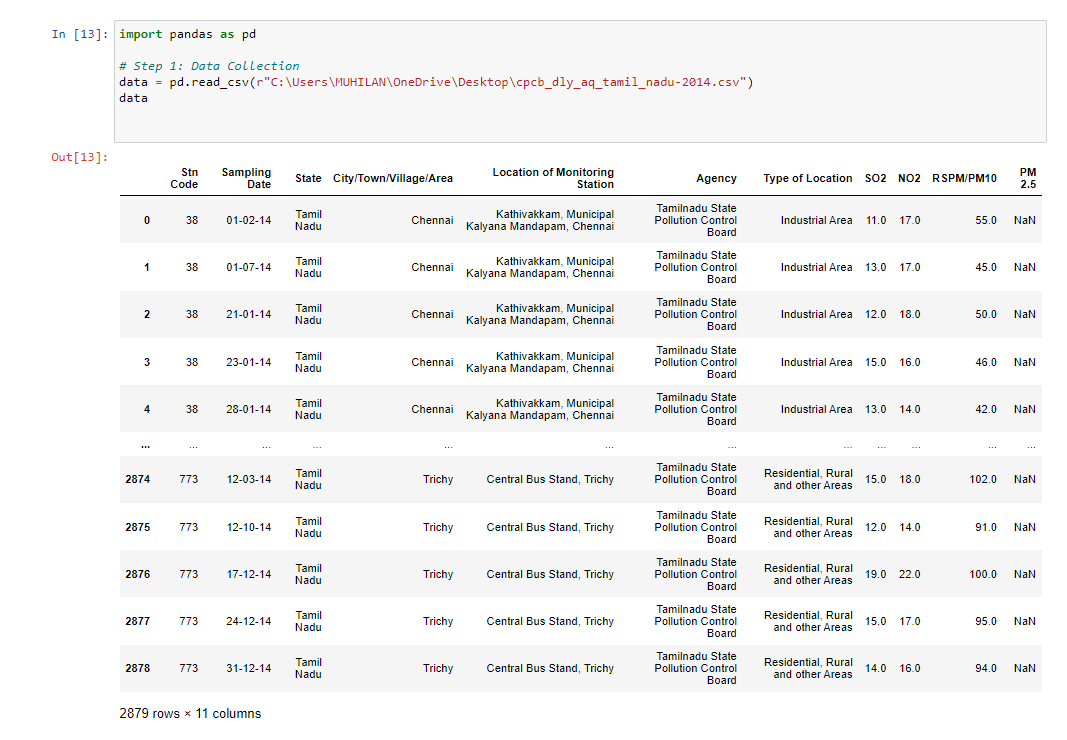 In [13]: import pandas as pd
# Step 1: Data Collection
data = pd.read_csv(r"C:\Users\MUHILAN\OneDrive\Desktop\cpcb_dly_aq_tamil_nadu-2014.csv")
data
Out[13]:
Stn Code Sampling Date State City/Town/Village/Area Location of Monitoring Station Agency Type of Location SO2 NO2 RSPM/PM10 PM 2.5
0 38 01-02-14 Tamil Nadu Chennai Kathivakkam, Municipal Kalyana Mandapam, Chennai Tamilnadu State Pollution Control Board Industrial Area 11.0 17.0 55.0 NaN
1 38 01-07-14 Tamil Nadu Chennai Kathivakkam, Municipal Kalyana Mandapam, Chennai Tamilnadu State Pollution Control Board Industrial Area 13.0 17.0 45.0 NaN
2 38 21-01-14 Tamil Nadu Chennai Kathivakkam, Municipal Kalyana Mandapam, Chennai Tamilnadu State Pollution Control Board Industrial Area 12.0 18.0 50.0 NaN
3 38 23-01-14 Tamil Nadu Chennai Kathivakkam, Municipal Kalyana Mandapam, Chennai Tamilnadu State Pollution Control Board Industrial Area 15.0 16.0 46.0 NaN
4 38 28-01-14 Tamil Nadu Chennai Kathivakkam, Municipal Kalyana Mandapam, Chennai Tamilnadu State Pollution Control Board Industrial Area 13.0 14.0 42.0 NaN
... ... ... ... ... ... ... ... ... ... ... ...
2874 773 12-03-14 Tamil Nadu Trichy Central Bus Stand, Trichy Tamilnadu State Pollution Control Board Residential, Rural and other Areas 15.0 18.0 102.0 NaN
2875 773 12-10-14 Tamil Nadu Trichy Central Bus Stand, Trichy Tamilnadu State Pollution Control Board Residential, Rural and other Areas 12.0 14.0 91.0 NaN
2876 773 17-12-14 Tamil Nadu Trichy Central Bus Stand, Trichy Tamilnadu State Pollution Control Board Residential, Rural and other Areas 19.0 22.0 100.0 NaN
2877 773 24-12-14 Tamil Nadu Trichy Central Bus Stand, Trichy Tamilnadu State Pollution Control Board Residential, Rural and other Areas 15.0 17.0 95.0 NaN
2878 773 31-12-14 Tamil Nadu Trichy Central Bus Stand, Trichy Tamilnadu State Pollution Control Board Residential, Rural and other Areas 14.0 16.0 94.0 NaN
2879 rows × 11 columns